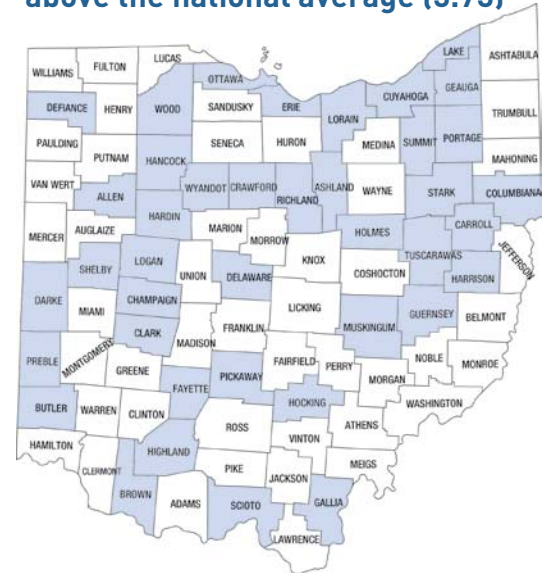 above the national average (3.75)
LAKE
ASHTABULA
LUCAS
FULTON
WILLIAMS
OTTAWA
GEAUGA
CUYAHOGA
DEFIANCE
HENRY
WOOD
SANDUSKY
ERIE
LORAIN
TRUMBULL
SUMMIT
PORTAGE
PAULDING
SENECA
HURON
MEDINA
PUTNAM
HANCOCK
MAHONING
VAN WERT
WYANDOT
CRAWFORD
RICHLAND
ASHLAND
WAYNE
STARK
COLUMBIANA
ALLEN
HARDIN
CARROLL
MERCER
AUGLAIZE
MARION
MORROW
HOLMES
TUSCARAWAS
JEFFERSON
LOGAN
UNION
KNOX
COSHOCTON
HARRISON
SHELBY
DELAWARE
DARKE
CHAMPAIGN
LICKING
GUERNSEY
BELMONT
MIAMI
CLARK
MADISON
FRANKLIN
MUSKINGUM
PREBLE
MONTGOMERY
GREENE
FAIRFIELD
PERRY
NOBLE
MONROE
FAYETTE
PICKAWAY
MORGAN
WASHINGTON
BUTLER
WARREN
CLINTON
HOCKING
ROSS
ATHENS
HAMILTON
HIGHLAND
VINTON
CLERMONT
PIKE
MEIGS
JACKSON
BROWN
ADAMS
SCIOTO
GALLIA
LAWRENCE